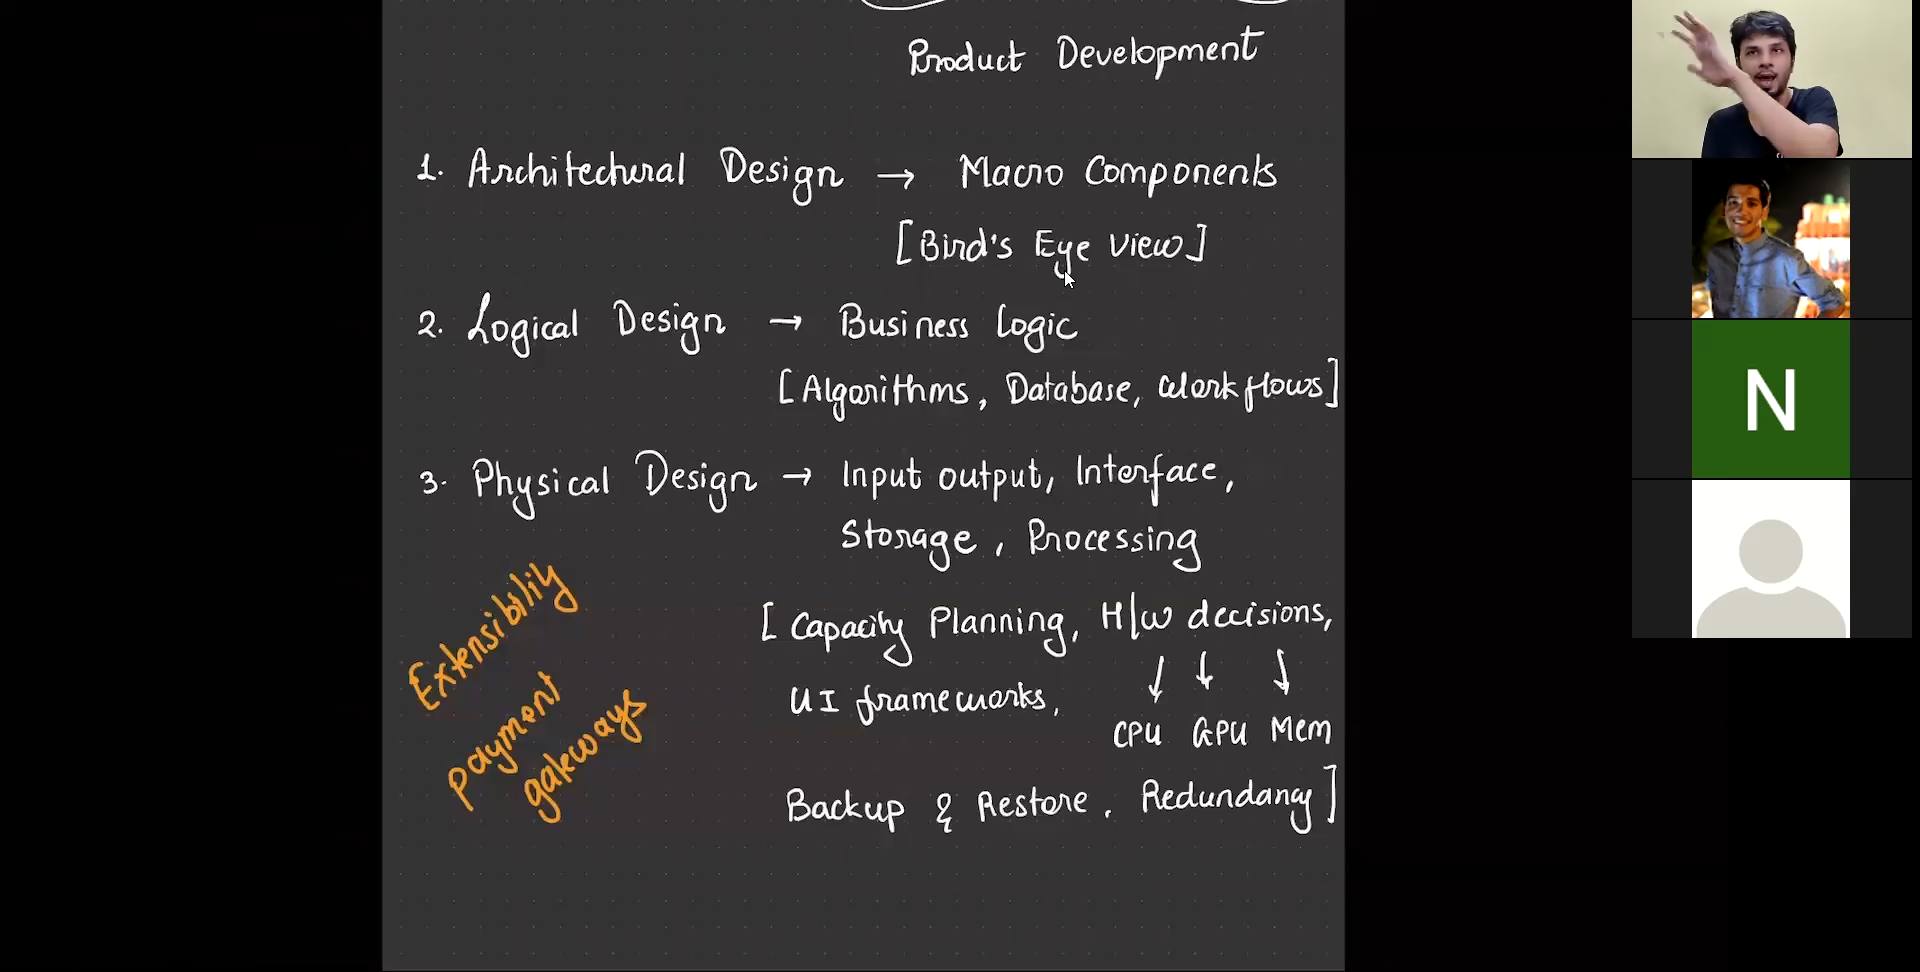 Product Development
1. Architectural Design → Macro Components
[Bird's Eye View]
2. Logical Design → Business Logic
[Algorithms, Database, Workflows]
3. Physical Design → Input output, Interface,
Storage, Processing
[Capacity Planning, H/w decisions,
UI frameworks,
CPU GPU Mem
Backup & Restore, Redundancy]
Extensibiliy
payment
gateways
N